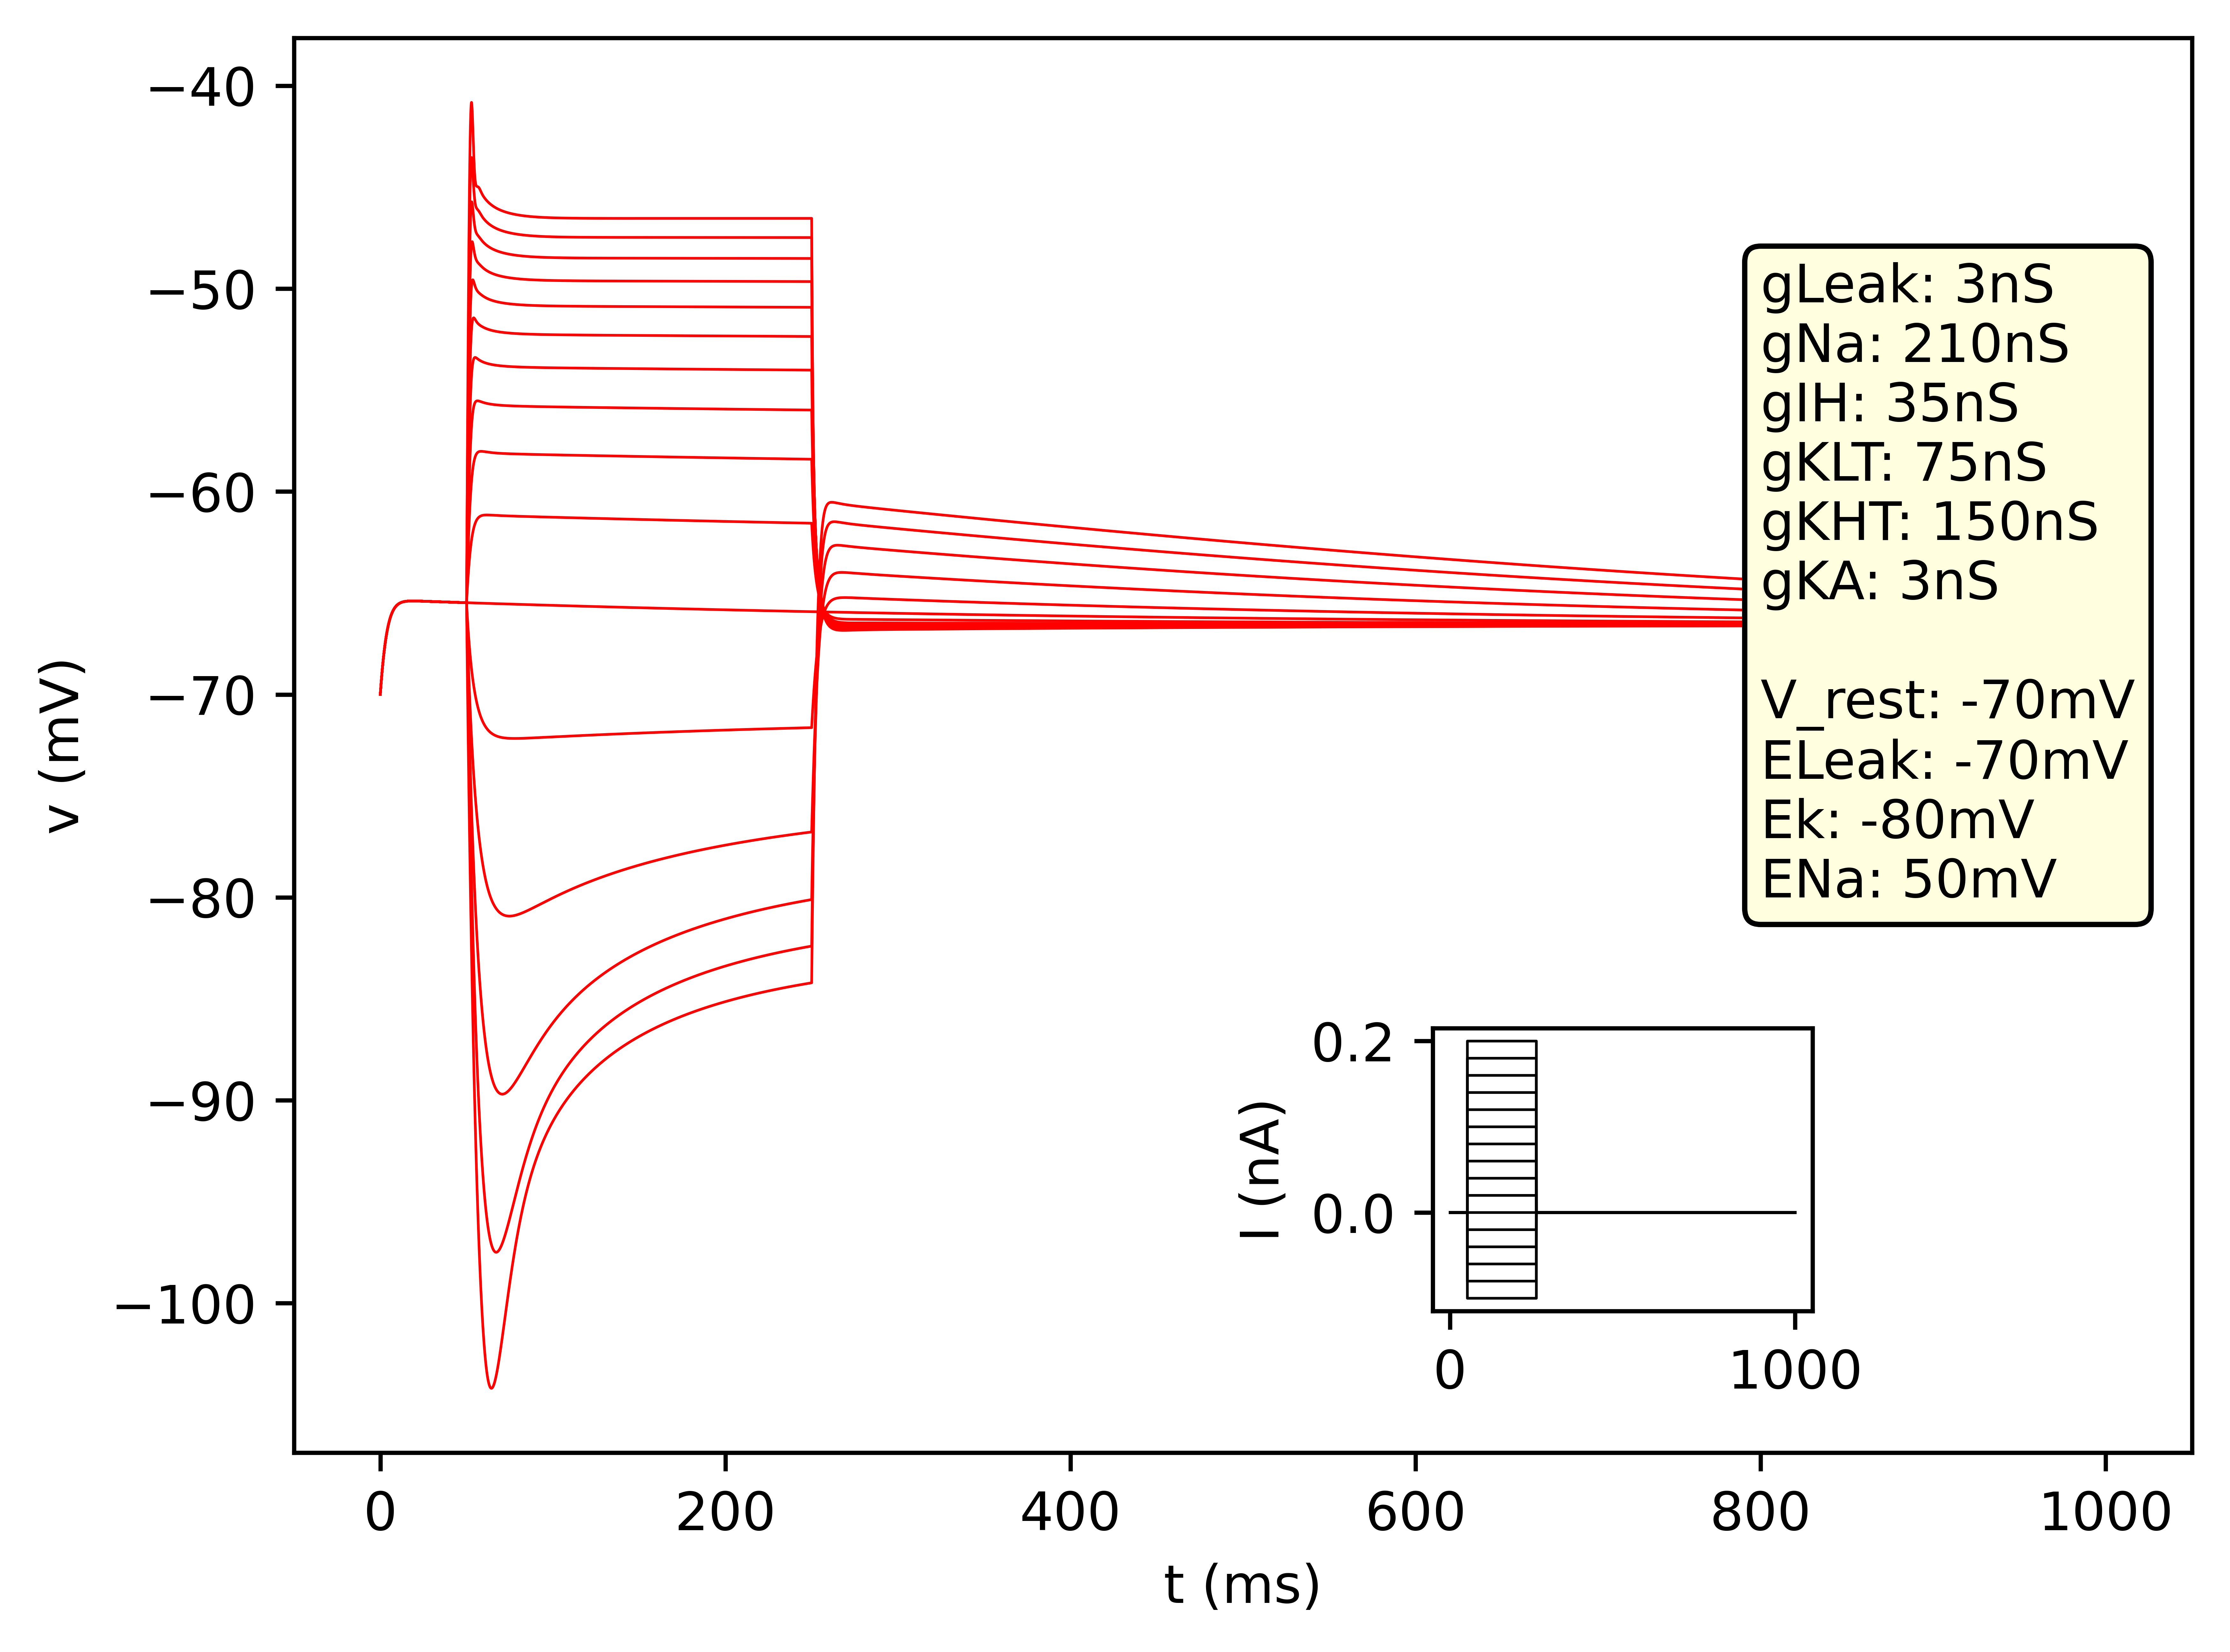 −40
−50
−60
−70
−80
−90
−100
v (mV)
0
200
400
600
800
1000
t (ms)
gLeak: 3nS
gNa: 210nS
gIH: 35nS
gKLT: 75nS
gKHT: 150nS
gKA: 3nS
V_rest: -70mV
ELeak: -70mV
Ek: -80mV
ENa: 50mV
0.2
0.0
I (nA)
0
1000